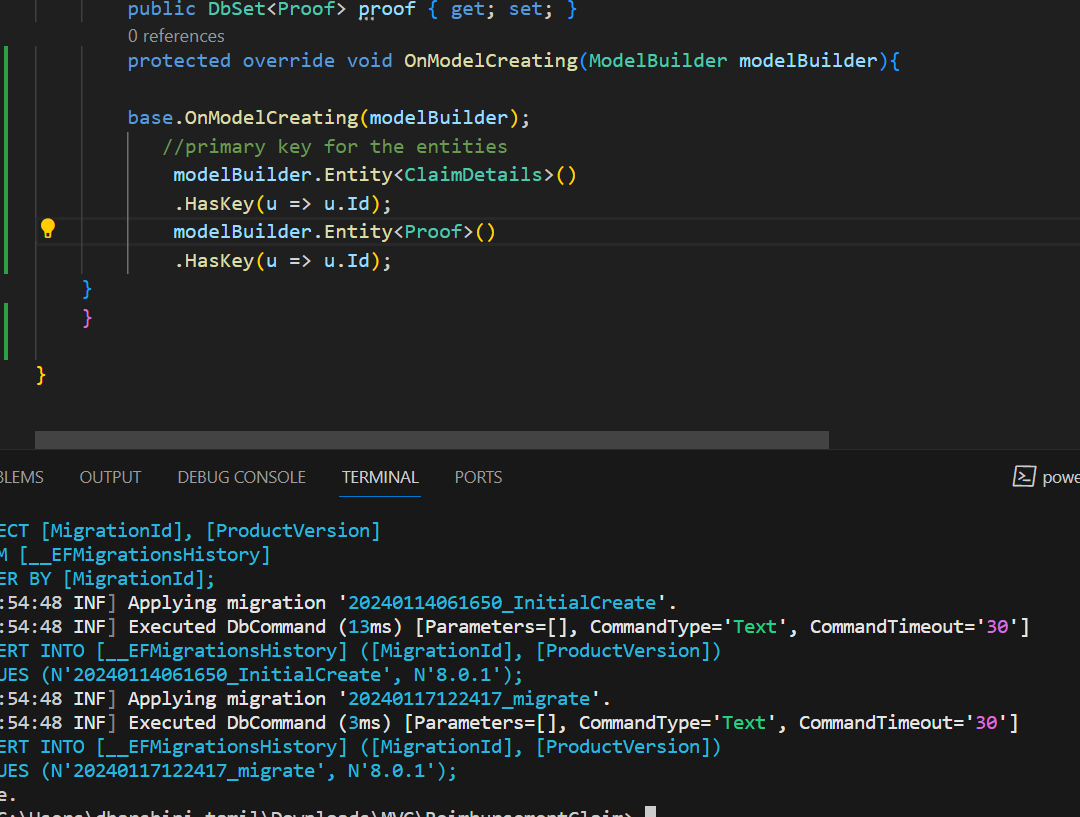 public DbSet<Proof> proof { get; set; }
0 references
protected override void OnModelCreating(ModelBuilder modelBuilder){
base.OnModelCreating(modelBuilder);
//primary key for the entities
modelBuilder.Entity<ClaimDetails>()
.HasKey(u => u.Id);
modelBuilder.Entity<Proof>()
.HasKey(u => u.Id);
}
}
}
BLEMS OUTPUT DEBUG CONSOLE TERMINAL PORTS powe
ECT [MigrationId], [ProductVersion]
M [__EFMigrationsHistory]
ER BY [MigrationId];
:54:48 INF] Applying migration '20240114061650_InitialCreate'.
:54:48 INF] Executed DbCommand (13ms) [Parameters=[], CommandType='Text', CommandTimeout='30']
ERT INTO [__EFMigrationsHistory] ([MigrationId], [ProductVersion])
UES (N'20240114061650_InitialCreate', N'8.0.1');
:54:48 INF] Applying migration '20240117122417_migrate'.
:54:48 INF] Executed DbCommand (3ms) [Parameters=[], CommandType='Text', CommandTimeout='30']
ERT INTO [__EFMigrationsHistory] ([MigrationId], [ProductVersion])
UES (N'20240117122417_migrate', N'8.0.1');
e.